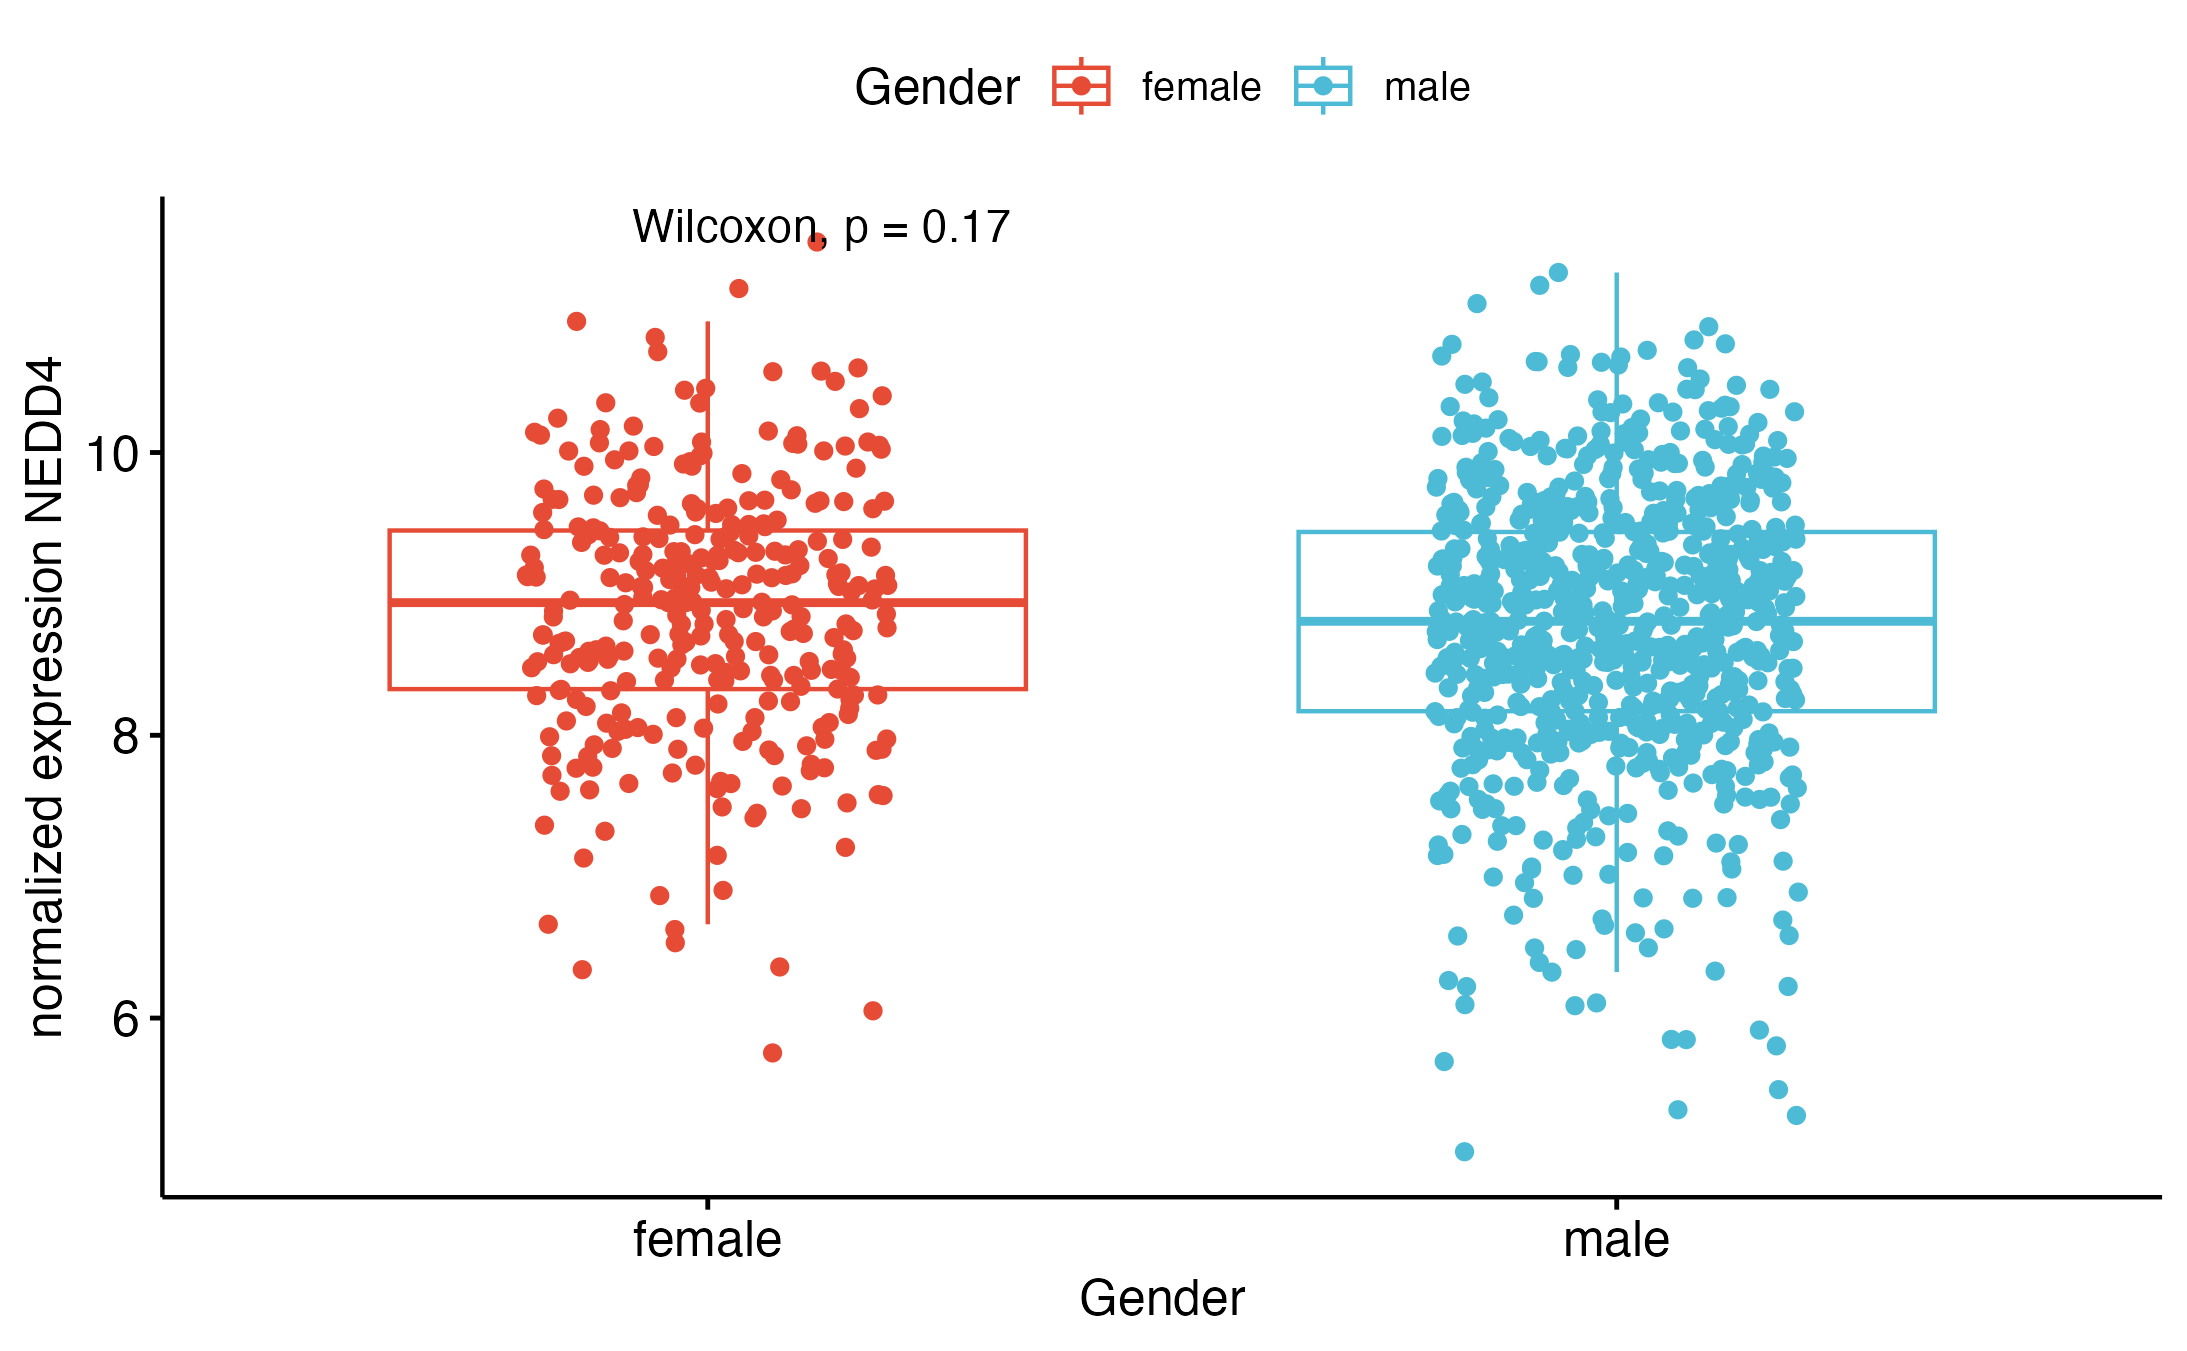 Gender female male
Wilcoxon, p = 0.17
normalized expression NEDD4
10
8
6
female male
Gender